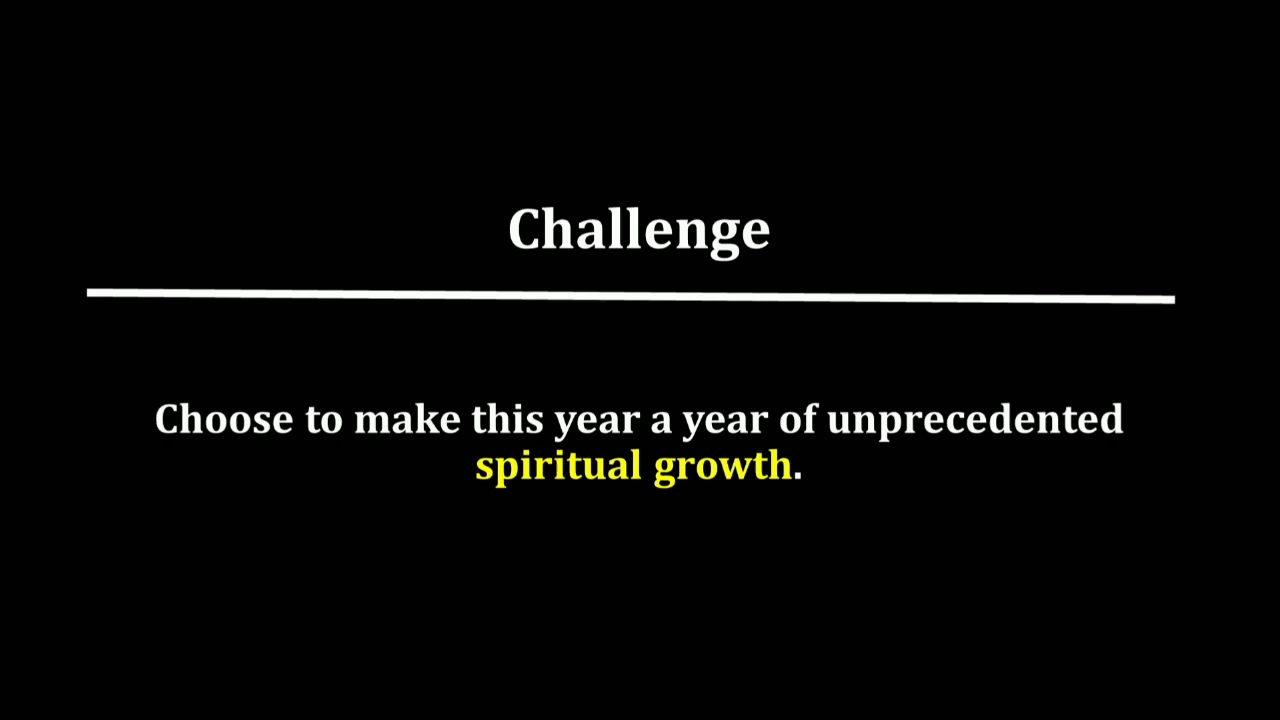 Challenge
Choose to make this year a year of unprecedented
spiritual growth.